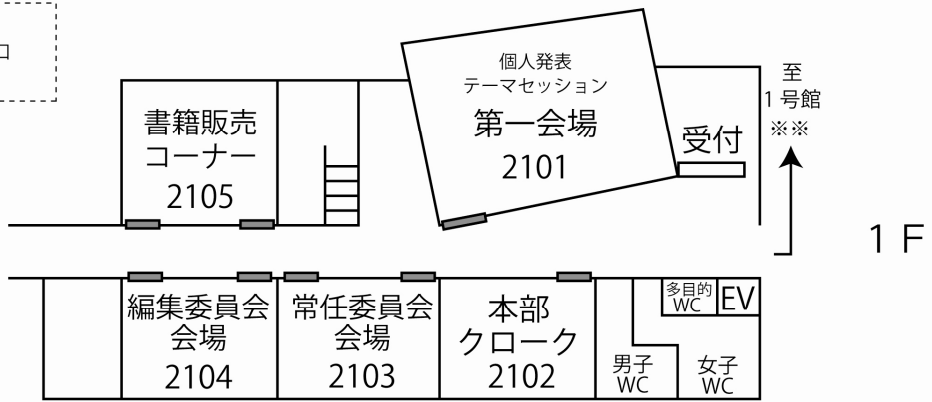 口
個人発表
テーマセッション
第一会場
2101
受付
至
1号館
※※
書籍販売
コーナー
2105
1F
編集委員会
会場
2104
常任委員会
会場
2103
本部
クローク
2102
男子
WC
多目的
WC
EV
女子
WC